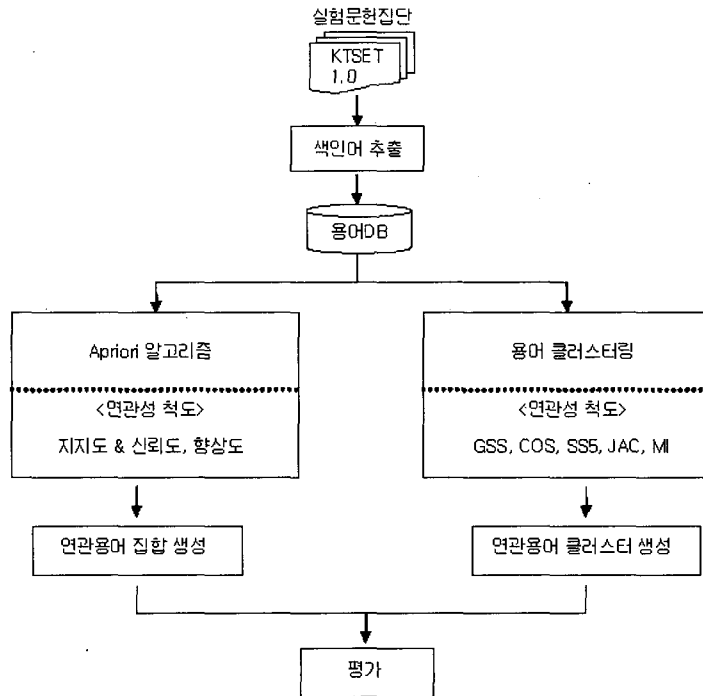 실험문헌집단
KTSET
1.0
색인어 추출
용어DB
Apriori 알고리즘
<연관성 척도>
지지도 & 신뢰도, 향상도
용어 클러스터링
<연관성 척도>
GSS, COS, SS5, JAC, MI
연관용어 집합 생성
연관용어 클러스터 생성
평가